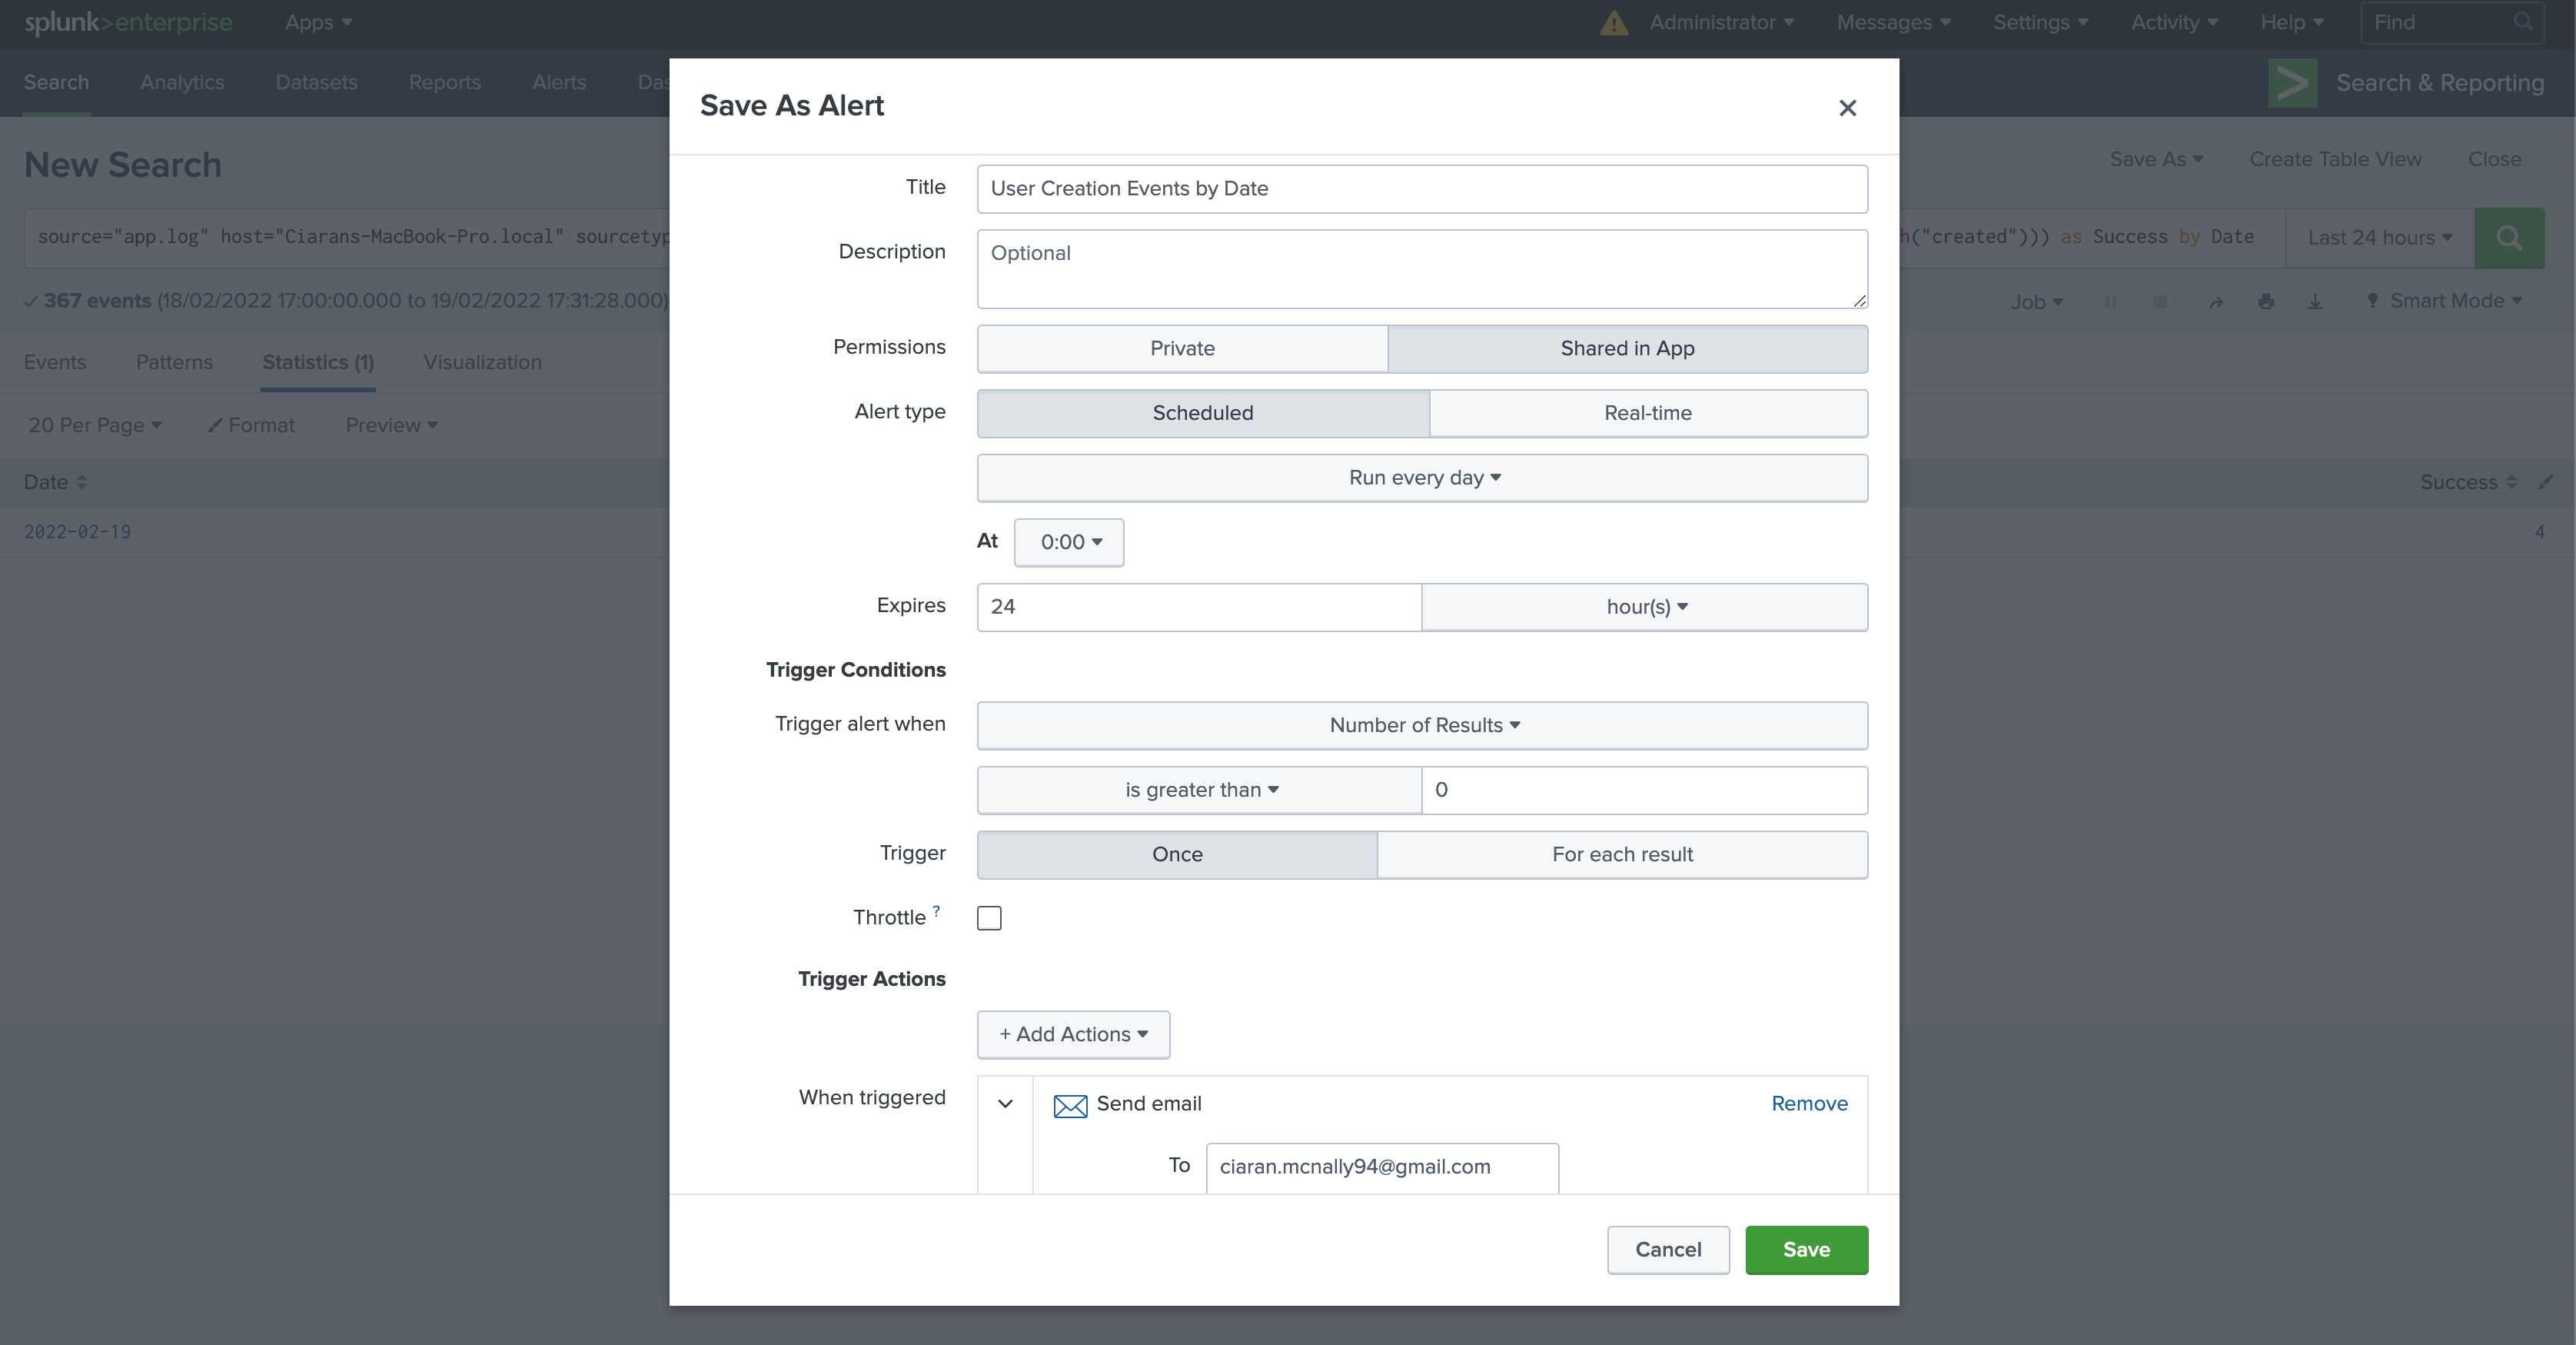 splunk>enterprise Apps Administrator Messages Settings Activity Help Find
Search Analytics Datasets Reports Alerts Search & Reporting
Save As Alert
New Search Save As Create Table View Close
Title User Creation Events by Date
source="app.log" host="Ciarans-MacBook-Pro.local" ("created"))) as Success by Date Last 24 hours
Description Optional
367 events (18/02/2022 17:00:00.000 to 19/02/2022 17:31:28.000) Job Smart Mode
Permissions Private Shared in App
Events Patterns Statistics (1) Visualization
Alert type Scheduled Real-time
20 Per Page Format Preview
Run every day
Date Success
2022-02-19 4
At 0:00
Expires 24 hour(s)
Trigger Conditions
Trigger alert when Number of Results
is greater than 0
Trigger Once For each result
Throttle ?
Trigger Actions
+ Add Actions
When triggered Send email Remove
To ciaran.mcnally94@gmail.com
Cancel Save